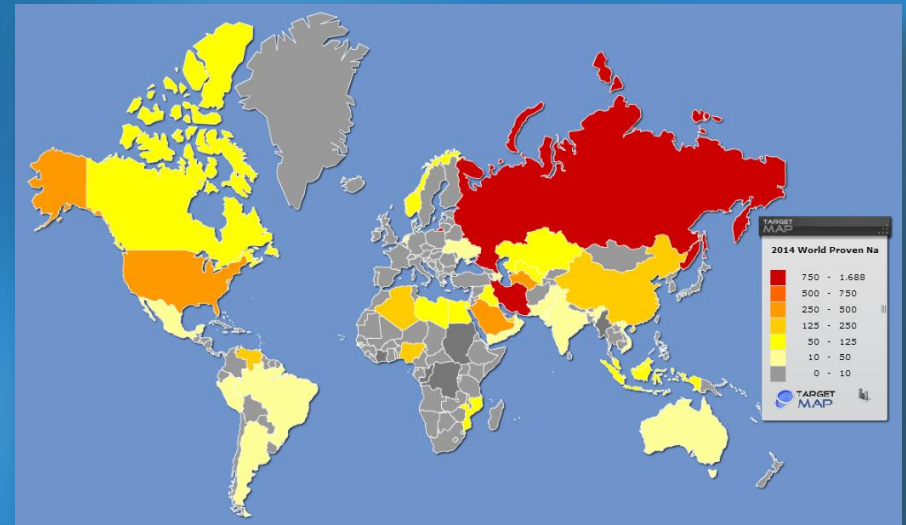 TARGET
MAP
2014 World Proven Na
750 - 1.688
500 - 750
250 - 500
125 - 250
50 - 125
10 - 50
0 - 10
TARGET
MAP